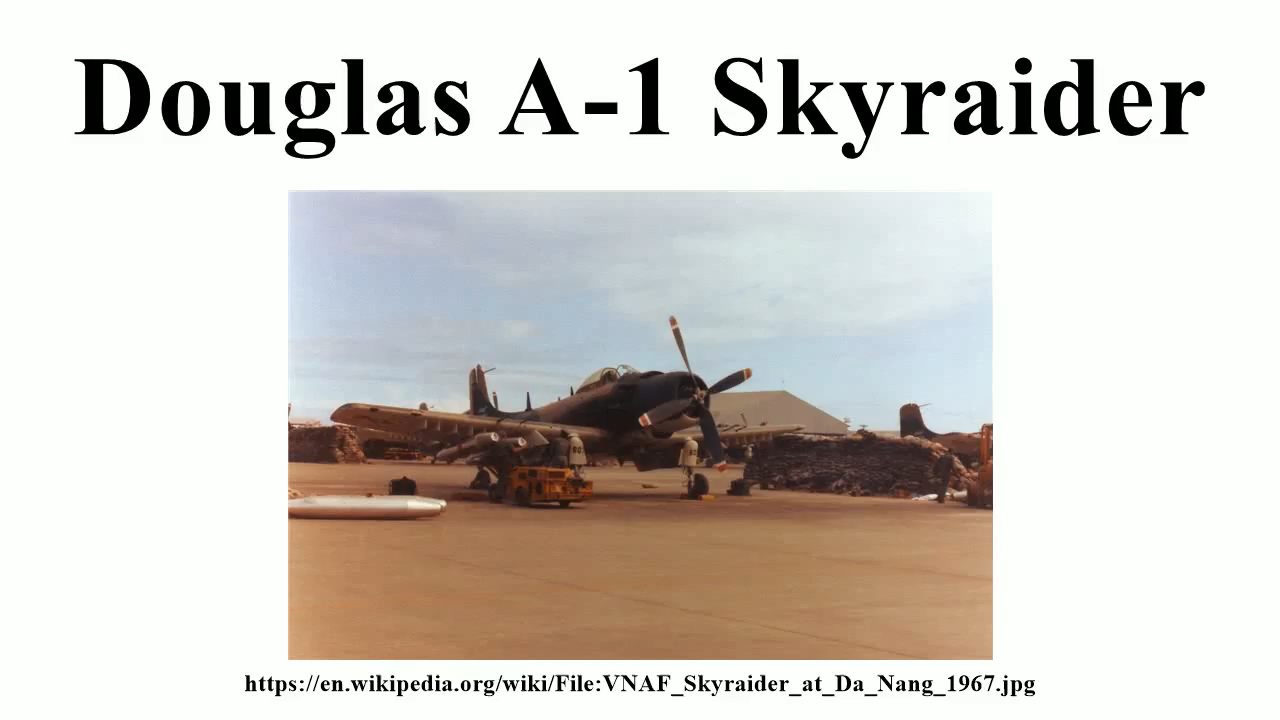 Douglas A-1 Skyraider
https://en.wikipedia.org/wiki/File:VNAF_Skyraider_at_Da_Nang_1967.jpg